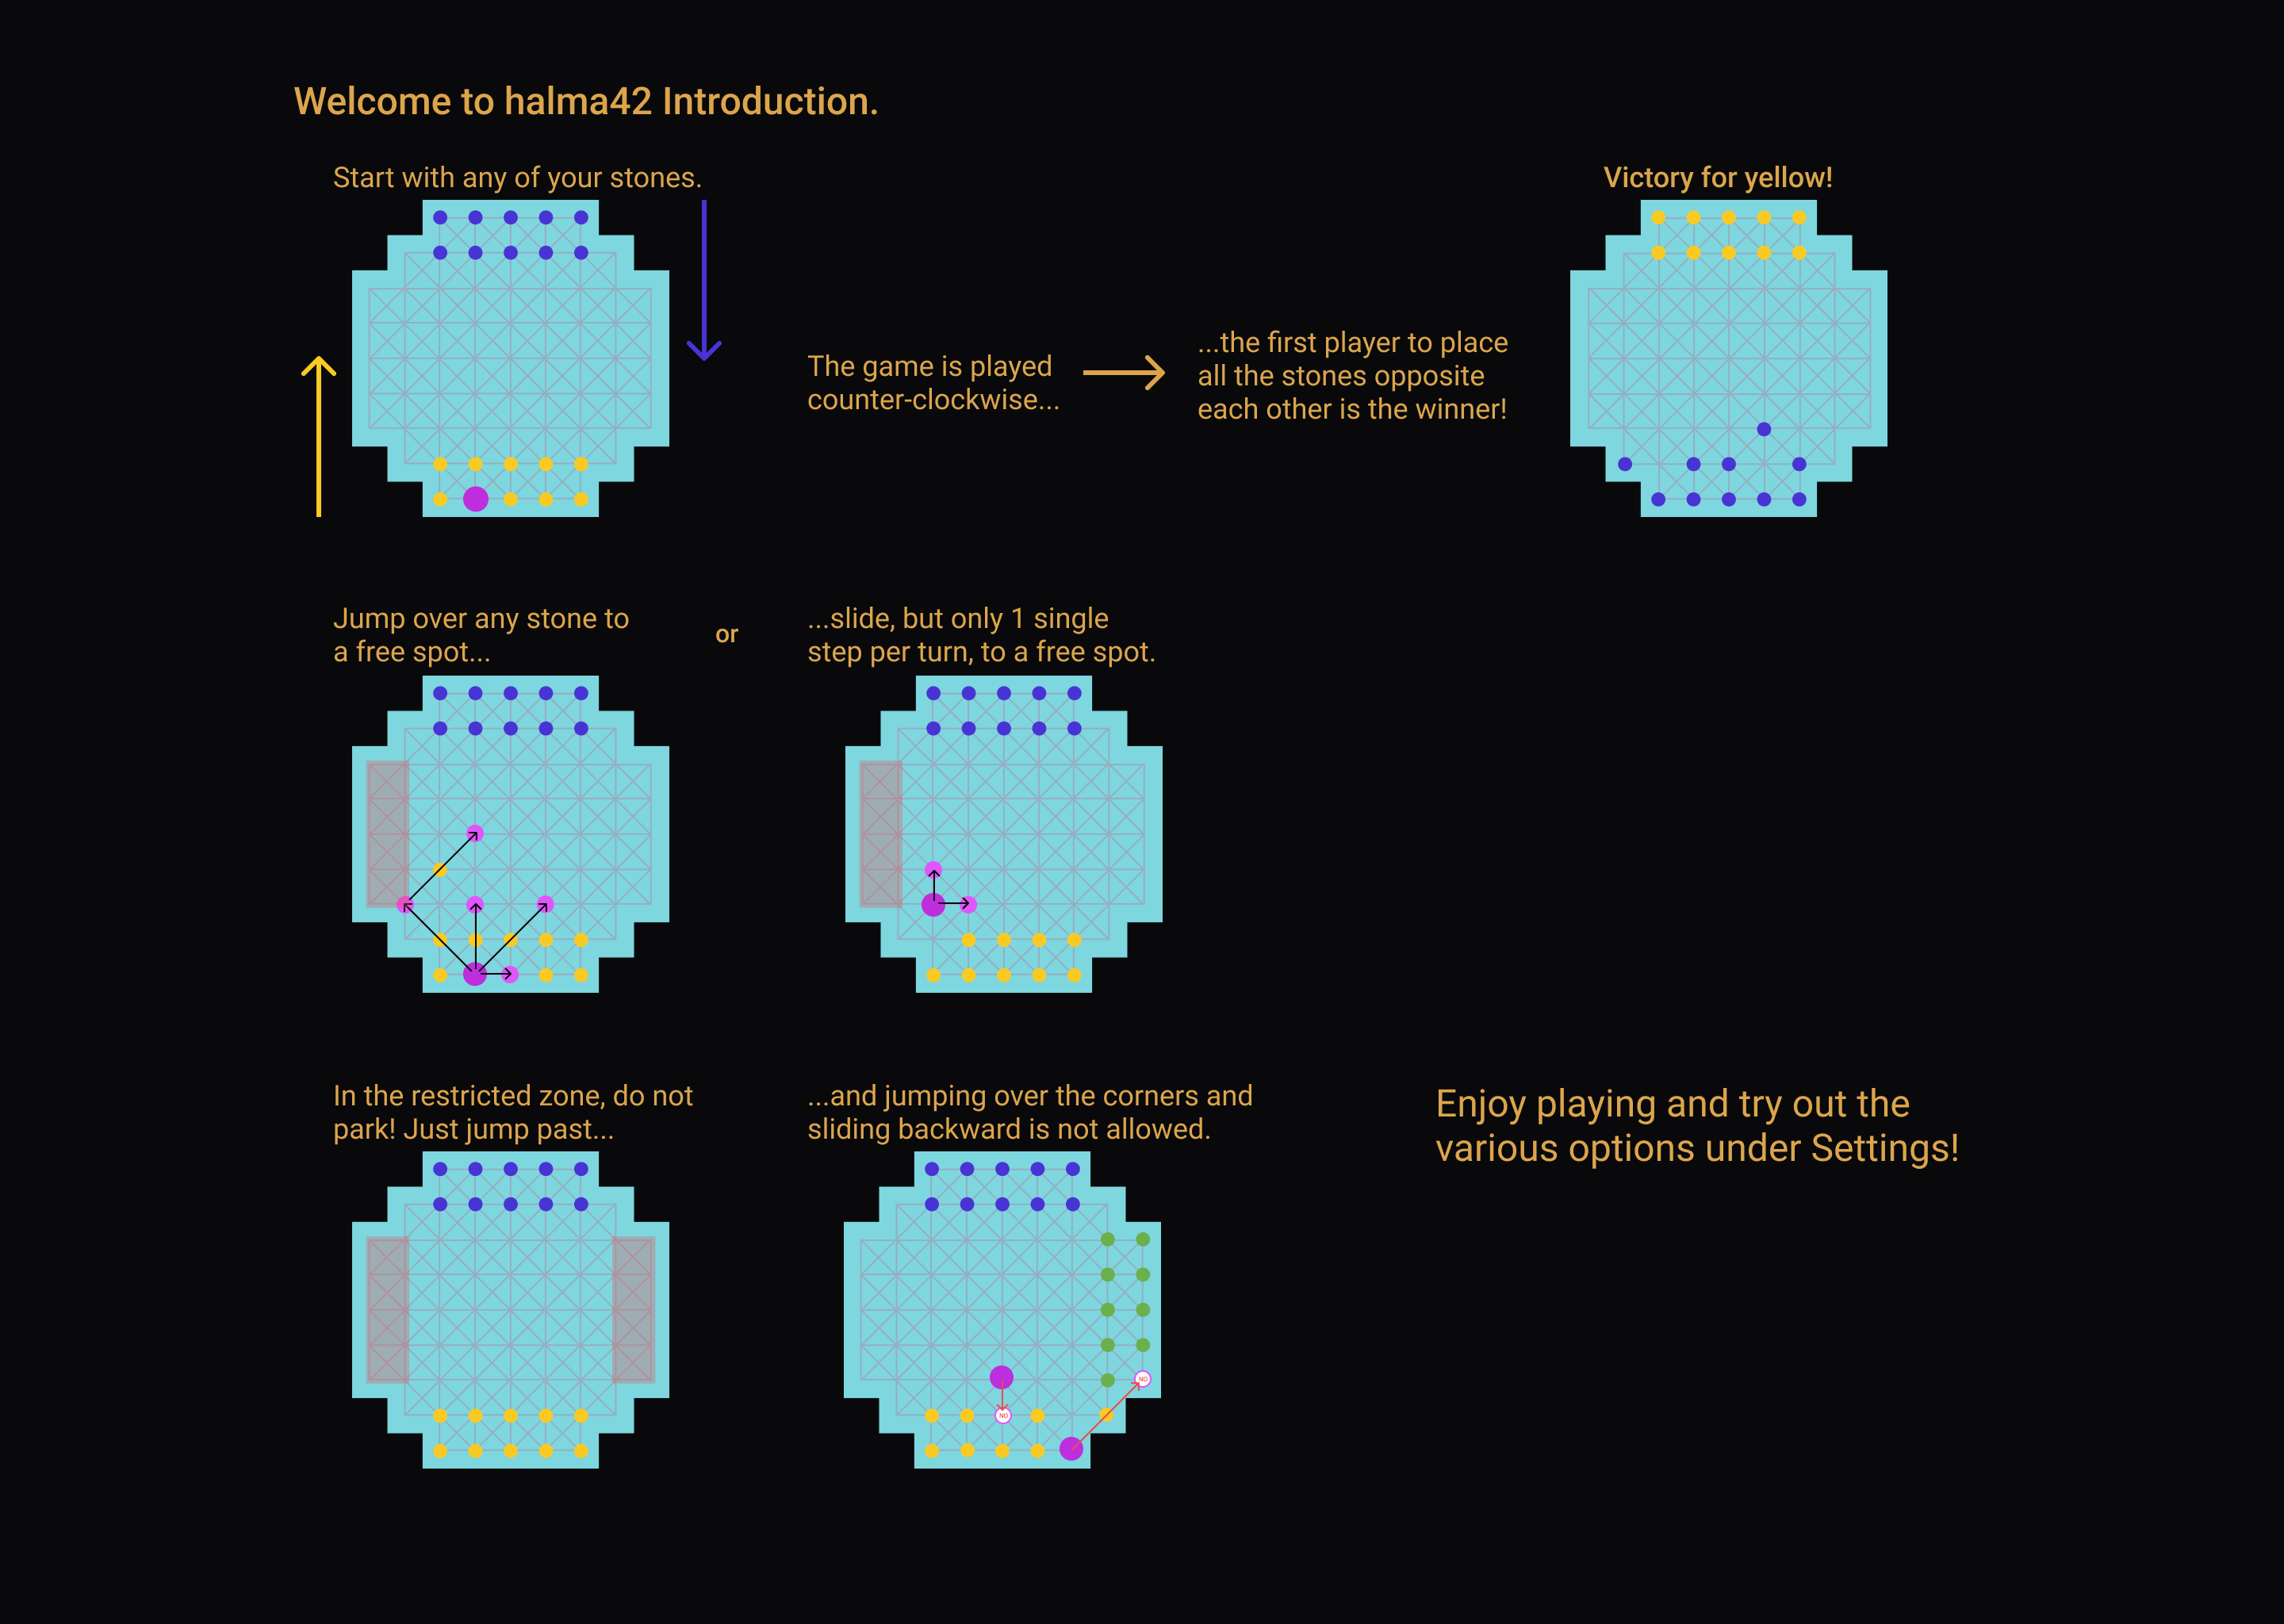 Welcome to halma42 Introduction.
Start with any of your stones.
Victory for yellow!
The game is played
counter-clockwise...
...the first player to place
all the stones opposite
each other is the winner!
Jump over any stone to
a free spot...
or
...slide, but only 1 single
step per turn, to a free spot.
In the restricted zone, do not
park! Just jump past...
...and jumping over the corners and
sliding backward is not allowed.
NO
NO
Enjoy playing and try out the
various options under Settings!